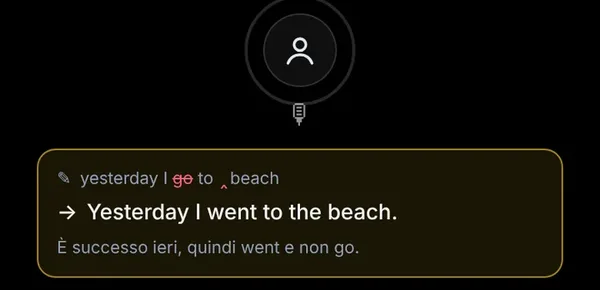 ✎ yesterday I go to ‸beach
→ Yesterday I went to the beach.
È successo ieri, quindi went e non go.